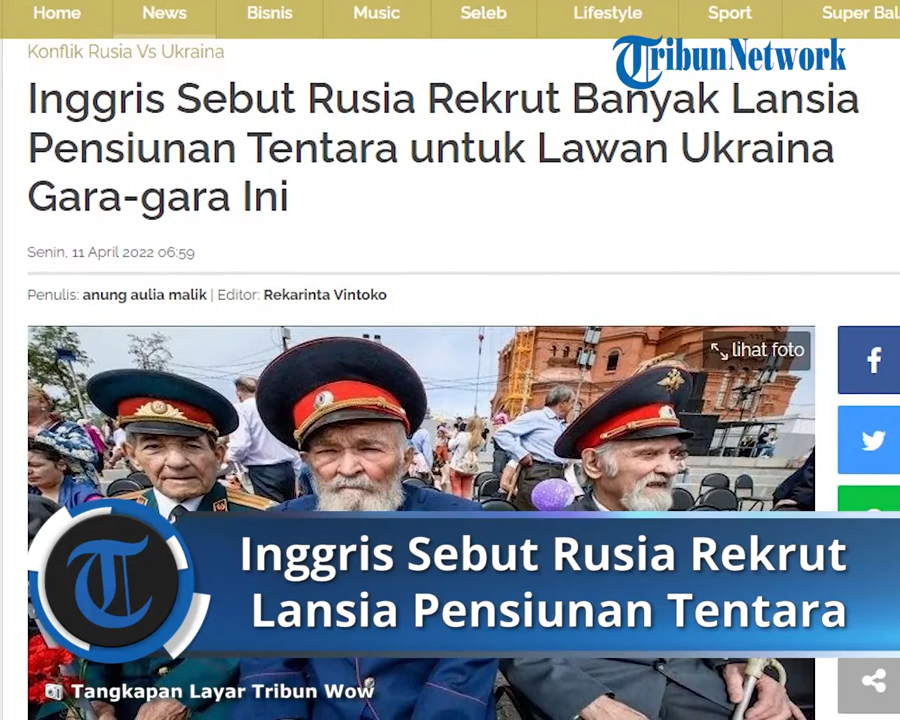 Home News Bisnis Music Seleb Lifestyle Sport Super Bal
Konflik Rusia Vs Ukraina
TribunNetwork
Inggris Sebut Rusia Rekrut Banyak Lansia
Pensiunan Tentara untuk Lawan Ukraina
Gara-gara Ini
Senin, 11 April 2022 06:59
Penulis: anung aulia malik | Editor: Rekarinta Vintoko
lihat foto
f
T
Inggris Sebut Rusia Rekrut
Lansia Pensiunan Tentara
Tangkapan Layar Tribun Wow